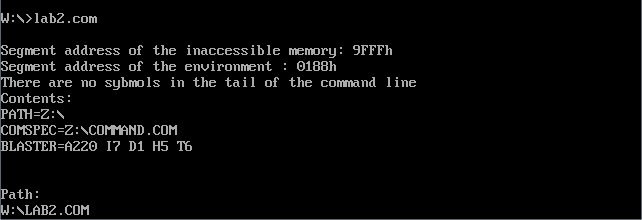 W:\>lab2.com
Segment address of the inaccessible memory: 9FFFh
Segment address of the environment : 0188h
There are no sybmols in the tail of the command line
Contents:
PATH=Z:\
COMSPEC=Z:\COMMAND.COM
BLASTER=A220 I7 D1 H5 T6
Path:
W:\LAB2.COM